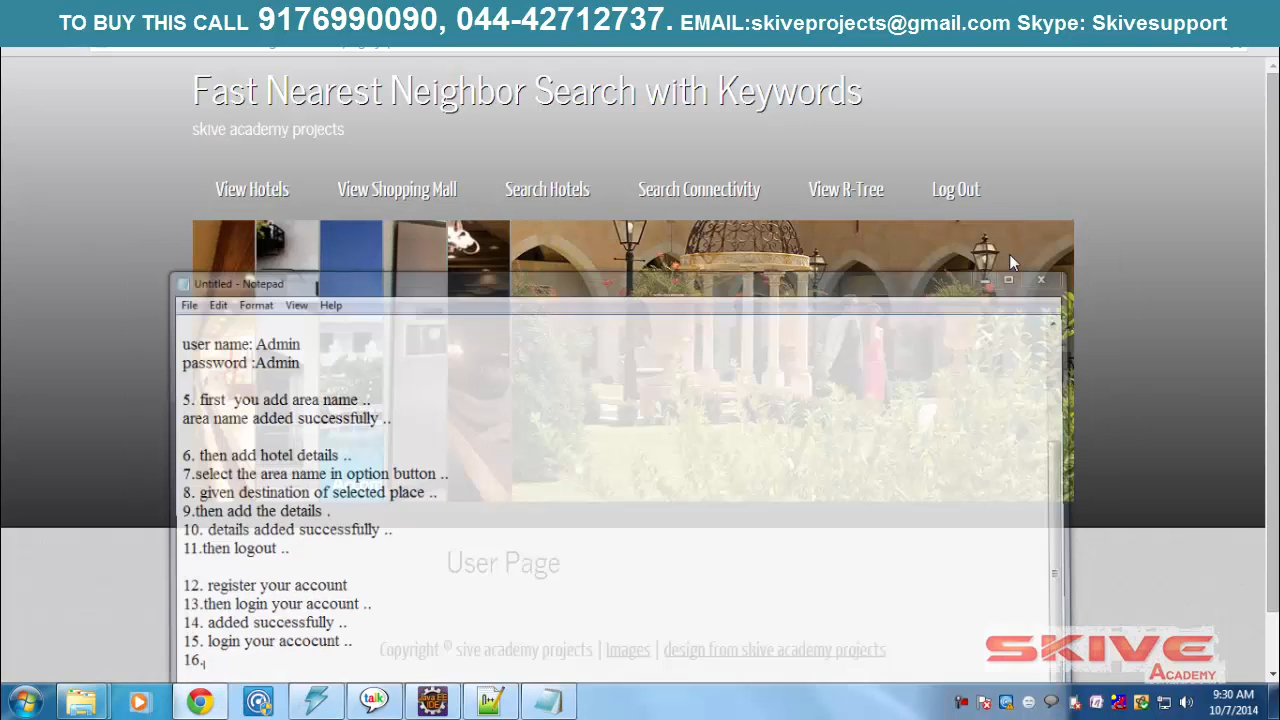 TO BUY THIS CALL 9176990090, 044-42712737. EMAIL:skiveprojects@gmail.com Skype: Skivesupport
Fast Nearest Neighbor Search with Keywords
skive academy projects
View Hotels View Shopping Mall Search Hotels Search Connectivity View R-Tree Log Out
Untitled - Notepad
File Edit Format View Help
user name: Admin
password :Admin
5. first you add area name ..
area name added successfully ..
6. then add hotel details ..
7.select the area name in option button ..
8. given destination of selected place ..
9.then add the details .
10. details added successfully ..
11.then logout ..
12. register your account
13.then login your account ..
14. added successfully ..
15. login your accocunt ..
16.
User Page
Copyright © sive academy projects | Images | design from skive academy projects
SKIVE
ACADEMY
talk
Java EE
IDE
N++
9:30 AM
10/7/2014